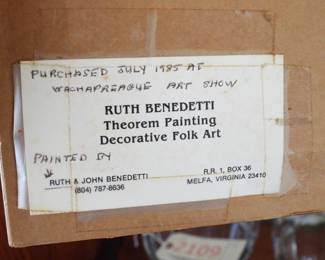 PURCHASED JULY 1985 AT
WACHAPREAGUE ART SHOW
RUTH BENEDETTI
Theorem Painting
Decorative Folk Art
PAINTED BY
RUTH & JOHN BENEDETTI
(804) 787-8636
R.R. 1, BOX 36
MELFA, VIRGINIA 23410
2109